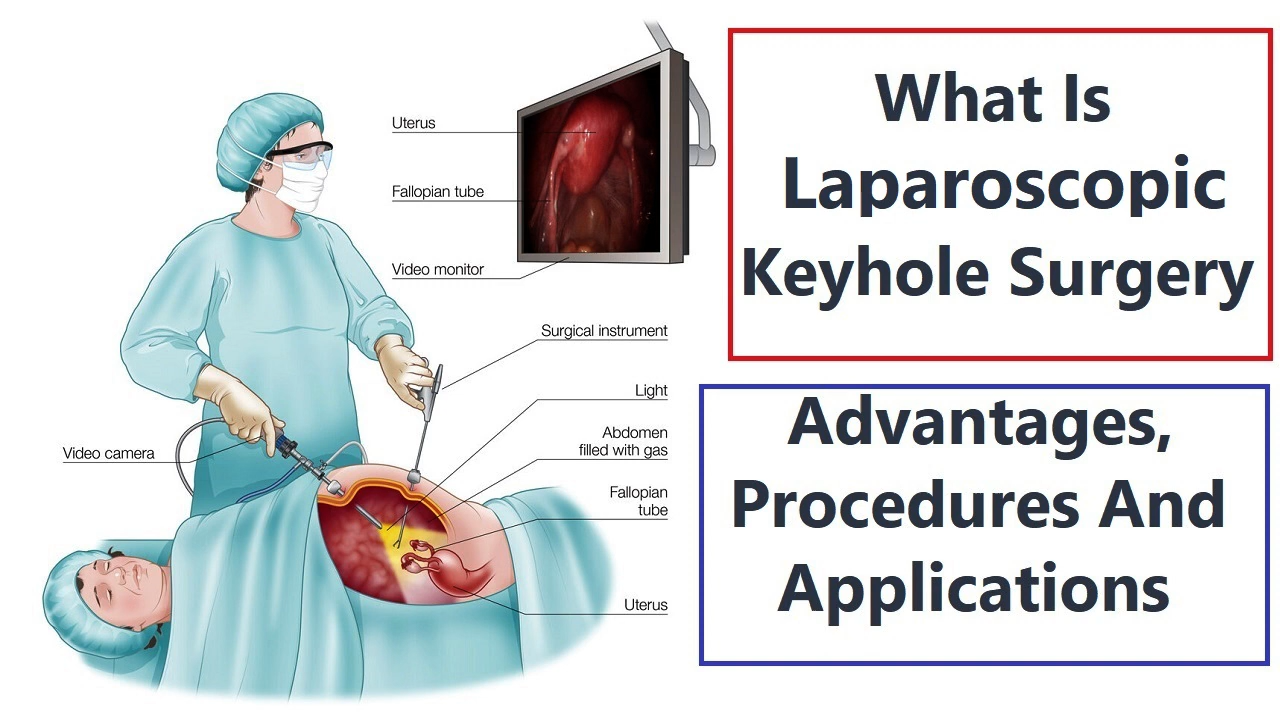 Uterus
Fallopian tube
Video monitor
Surgical instrument
Light
Abdomen
filled with gas
Video camera
Fallopian
tube
Uterus
What Is
Laparoscopic
Keyhole Surgery
Advantages,
Procedures And
Applications